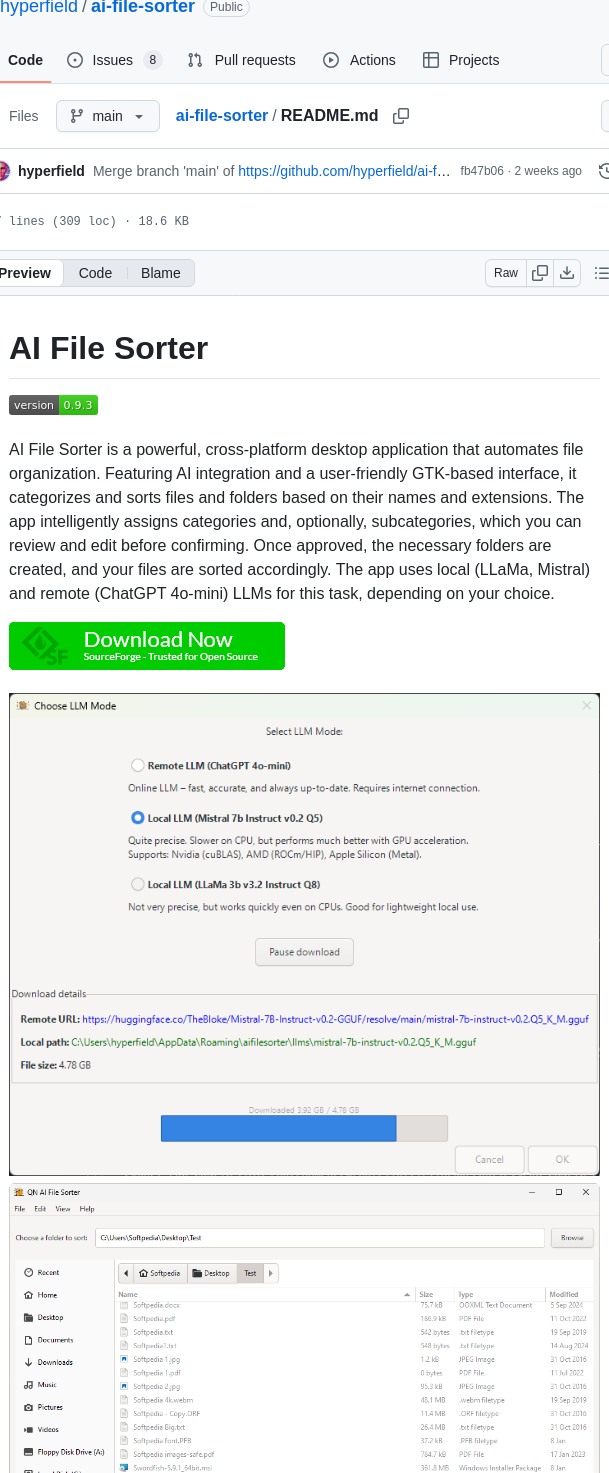 hyperfield / ai-file-sorter Public
Code Issues 8 Pull requests Actions Projects
Files main ai-file-sorter / README.md
hyperfield Merge branch 'main' of https://github.com/hyperfield/ai-f... fb47b06 · 2 weeks ago
lines (309 loc) · 18.6 KB
Preview Code Blame Raw
AI File Sorter
version 0.9.3
AI File Sorter is a powerful, cross-platform desktop application that automates file
organization. Featuring AI integration and a user-friendly GTK-based interface, it
categorizes and sorts files and folders based on their names and extensions. The
app intelligently assigns categories and, optionally, subcategories, which you can
review and edit before confirming. Once approved, the necessary folders are
created, and your files are sorted accordingly. The app uses local (LLaMa, Mistral)
and remote (ChatGPT 4o-mini) LLMs for this task, depending on your choice.
SF Download Now
SourceForge - Trusted for Open Source
Choose LLM Mode
Select LLM Mode:
Remote LLM (ChatGPT 4o-mini)
Online LLM – fast, accurate, and always up-to-date. Requires internet connection.
Local LLM (Mistral 7b Instruct v0.2 Q5)
Quite precise. Slower on CPU, but performs much better with GPU acceleration.
Supports: Nvidia (cuBLAS), AMD (ROCm/HIP), Apple Silicon (Metal).
Local LLM (LLaMa 3b v3.2 Instruct Q8)
Not very precise, but works quickly even on CPUs. Good for lightweight local use.
Pause download
Download details
Remote URL: https://huggingface.co/TheBloke/Mistral-7B-Instruct-v0.2-GGUF/resolve/main/mistral-7b-instruct-v0.2.Q5_K_M.gguf
Local path: C:\Users\hyperfield\AppData\Roaming\aifilesorter\llms\mistral-7b-instruct-v0.2.Q5_K_M.gguf
File size: 4.78 GB
Downloaded 3.92 GB / 4.78 GB
Cancel OK
QN AI File Sorter
File Edit View Help
Choose a folder to sort: C:\Users\Softpedia\Desktop\Test Browse
Recent Softpedia Desktop Test
Home Name Size Type Modified
Softpedia.docx 75.7 kB OOXML Text Document 5 Sep 2024
Desktop Softpedia.pdf 186.9 kB PDF File 11 Oct 2022
Softpedia.txt 542 bytes .txt filetype 19 Sep 2019
Documents Softpedia1.txt 548 bytes .txt filetype 14 Aug 2024
Downloads Softpedia 1.jpg 1.2 kB JPEG Image 31 Oct 2016
Softpedia 1.pdf 0 bytes PDF File 11 Jul 2022
Music Softpedia 2.jpg 95.3 kB JPEG Image 31 Oct 2016
Pictures Softpedia 4k.webm 48.1 MB .webm filetype 19 Sep 2019
Softpedia - Copy.ORF 11.4 MB .ORF filetype 31 Oct 2016
Videos Softpedia Big.txt 26.4 MB .txt filetype 31 Oct 2016
Softpedia font.PFB 37.2 kB .PFB filetype 8 Jan
Floppy Disk Drive (A:) Softpedia images-safe.pdf 784.7 kB PDF File 17 Jan 2023
Swordfish-5.9.1_64bit.msi 361.8 MB Windows Installer Package 8 Jan